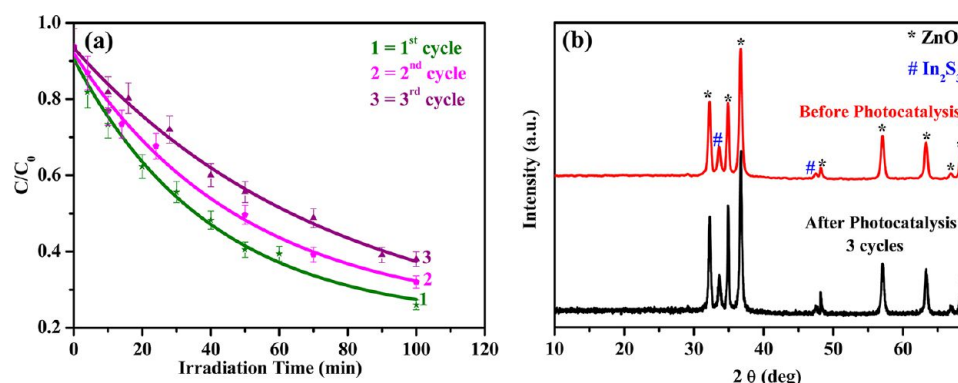 (a)
1 = 1st cycle
2 = 2nd cycle
3 = 3rd cycle
1.0
0.8
0.6
0.4
0.2
C/C0
3
2
1
0 20 40 60 80 100 120
Irradiation Time (min)
(b)
* ZnO
# In2S
Before Photocatalysis
After Photocatalysis
3 cycles
Intensity (a.u.)
* # * * # * * * *
10 20 30 40 50 60
2 θ (deg)